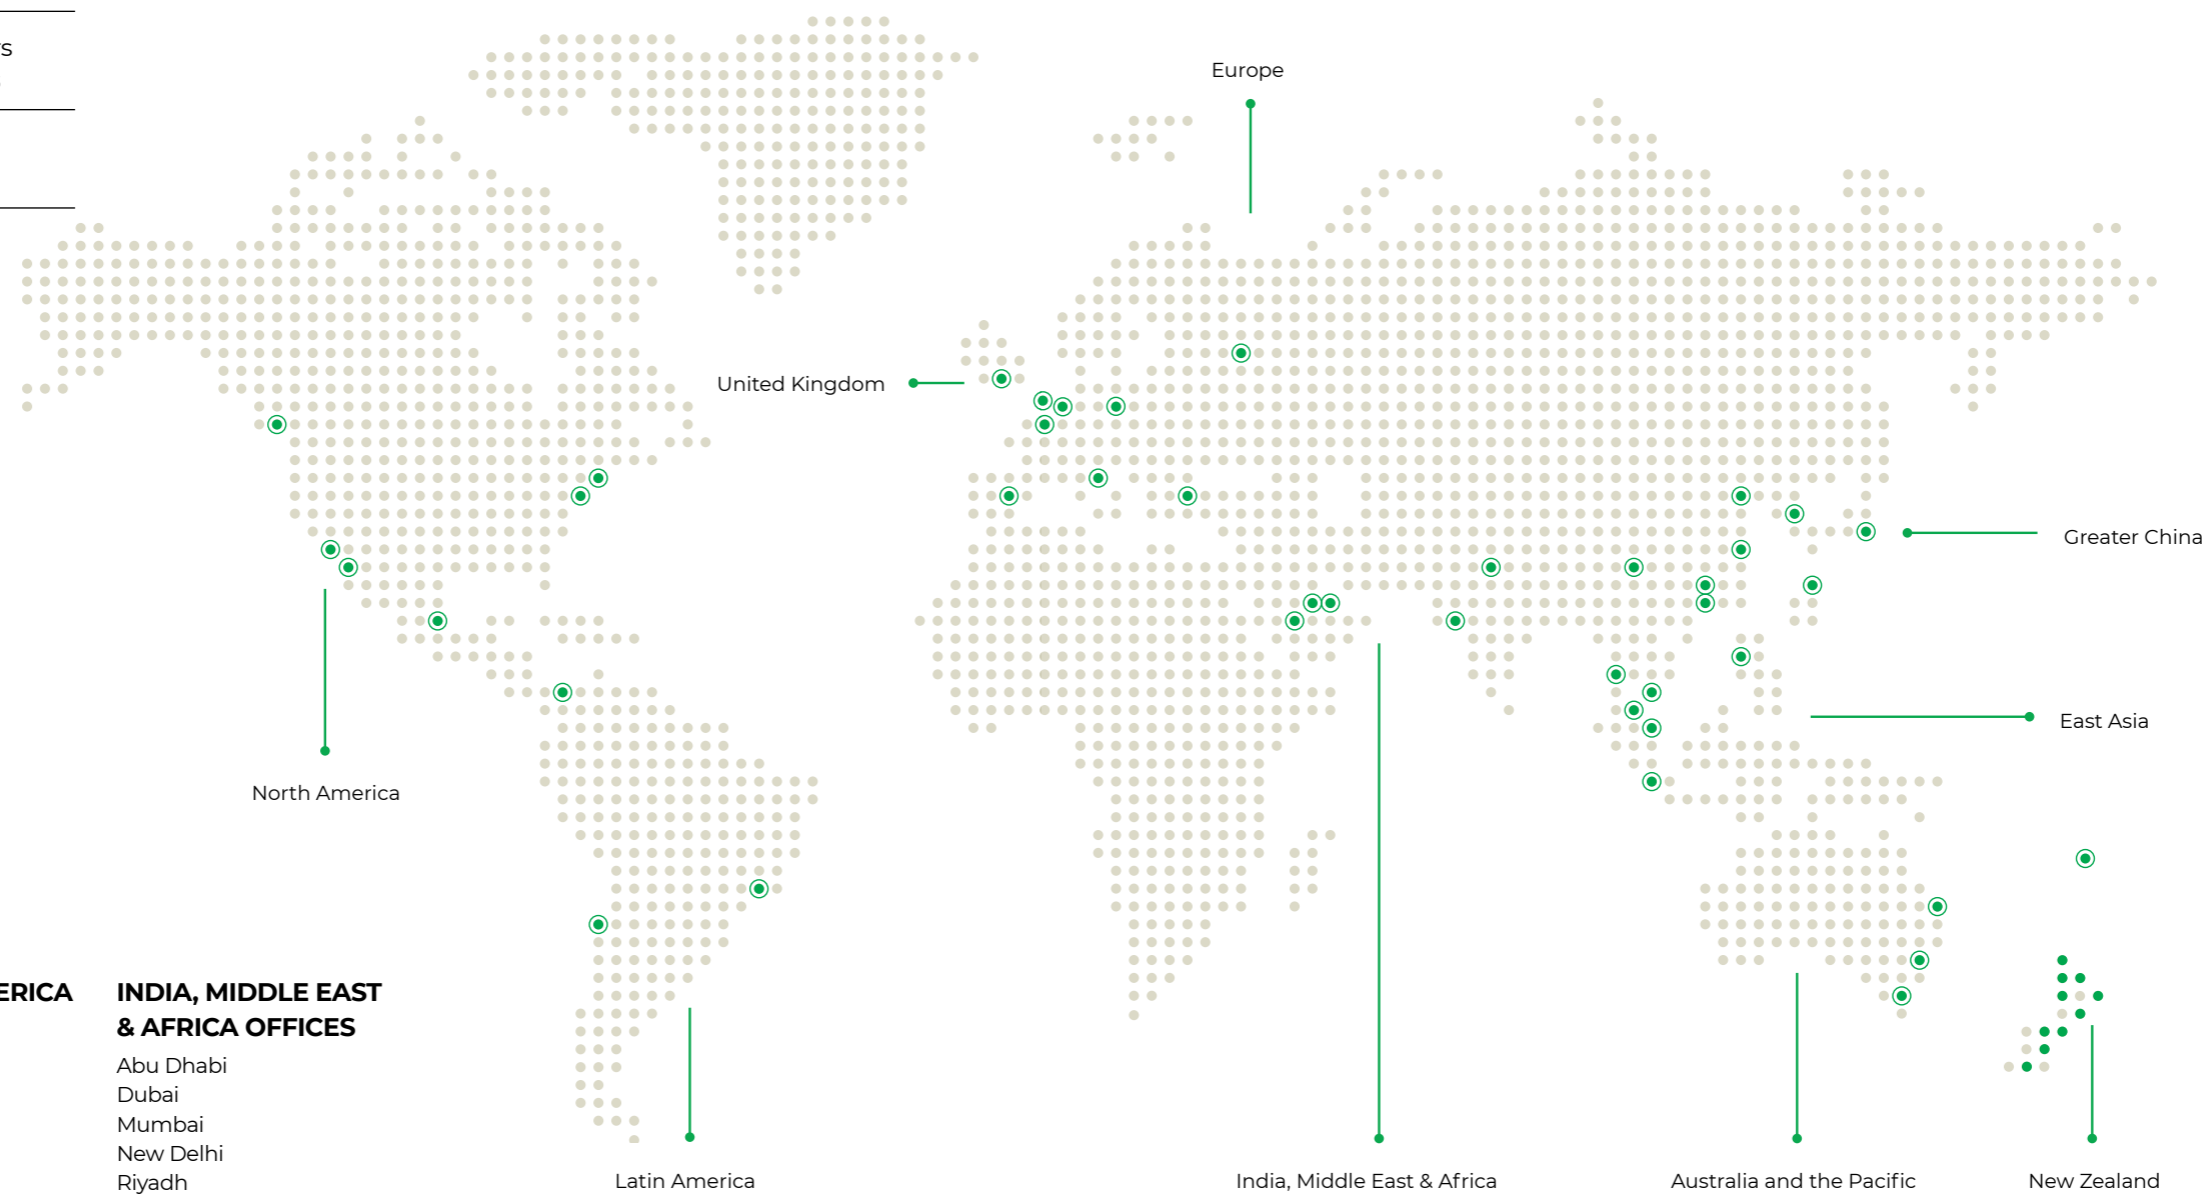 Europe
United Kingdom
Greater China
East Asia
North America
ERICA
INDIA, MIDDLE EAST
& AFRICA OFFICES
Abu Dhabi
Dubai
Mumbai
New Delhi
Riyadh
Latin America
India, Middle East & Africa
Australia and the Pacific
New Zealand